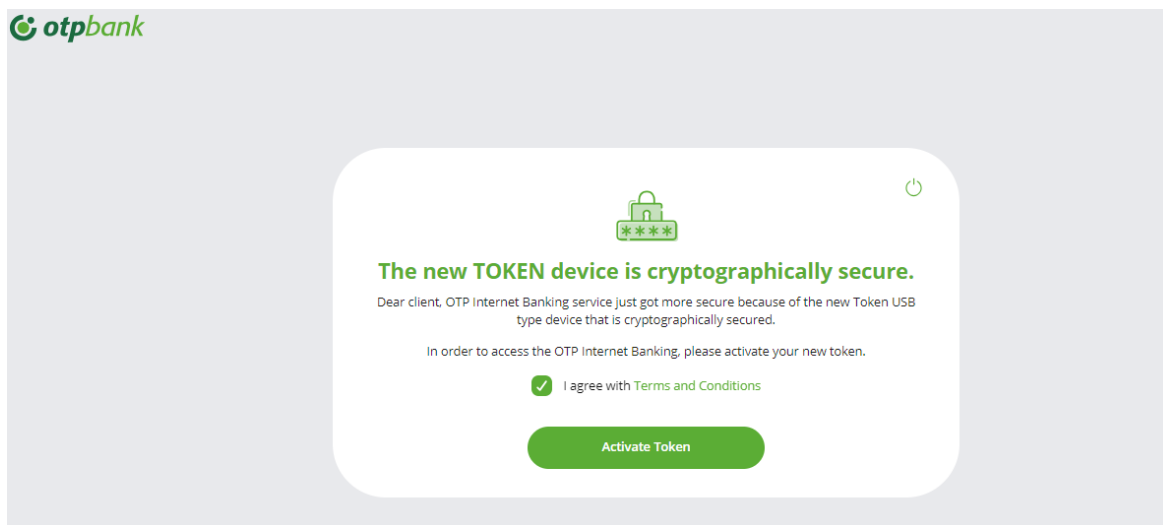 otpbank
****
The new TOKEN device is cryptographically secure.
Dear client, OTP Internet Banking service just got more secure because of the new Token USB
type device that is cryptographically secured.
In order to access the OTP Internet Banking, please activate your new token.
I agree with Terms and Conditions
Activate Token